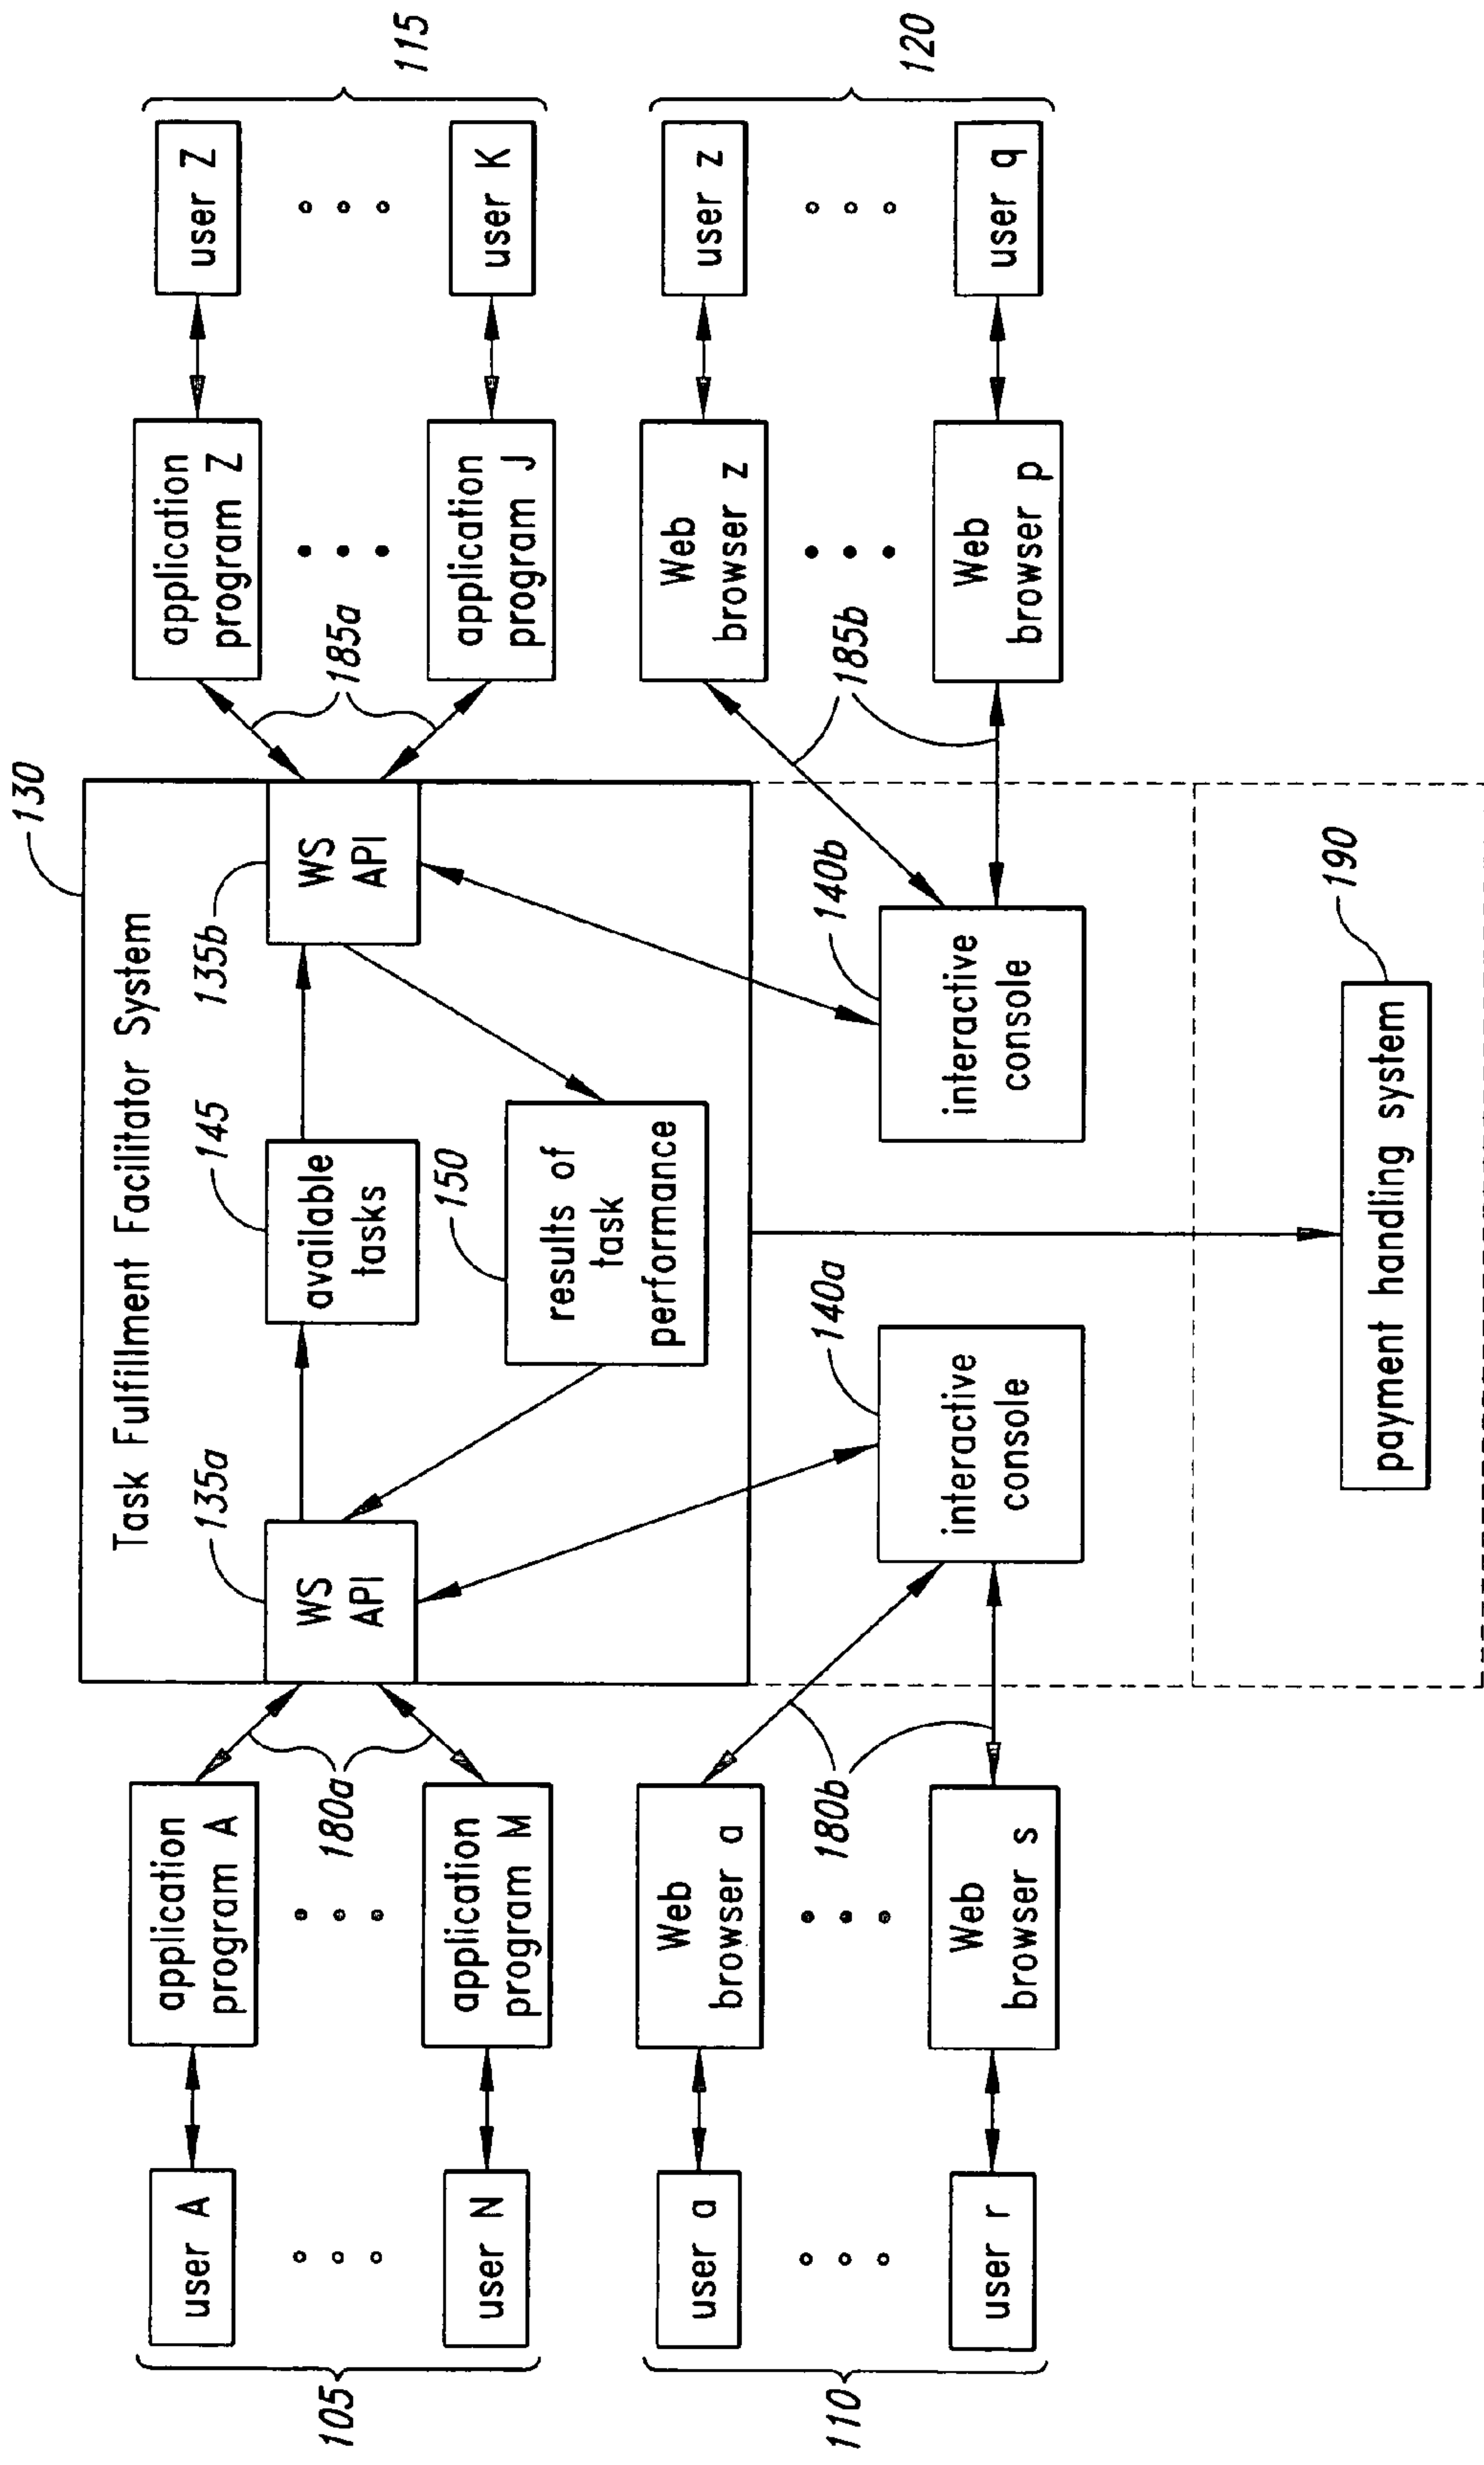 130
Task Fulfillment Facilitator System
user A
application
program A
180a
135a
WS
API
145
available
tasks
135b
WS
API
185a
application
program Z
user Z
115
105
user N
application
program M
150
results of
task
performance
application
program J
user K
user a
Web
browser a
180b
140a
interactive
console
140b
interactive
console
185b
Web
browser z
user z
120
110
user r
Web
browser s
Web
browser p
user q
190
payment handling system